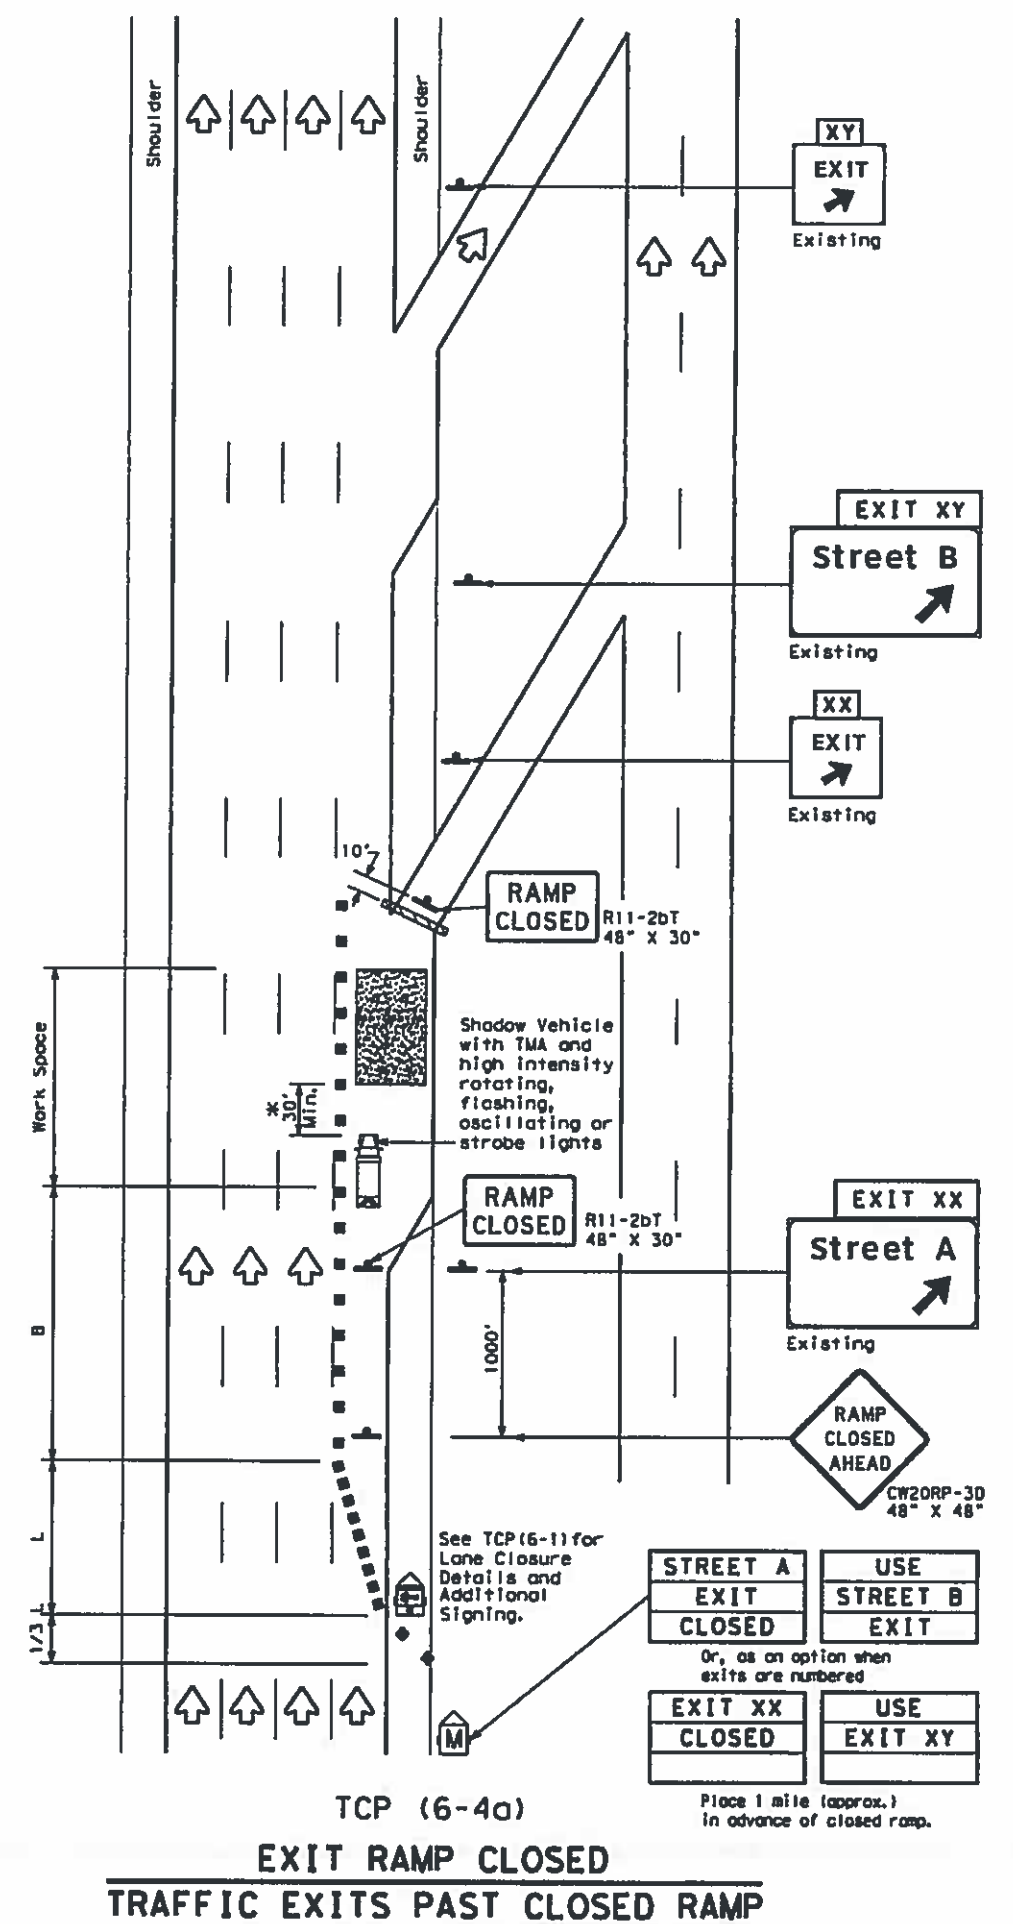 Shoulder
Shoulder
XY
EXIT
Existing
EXIT XY
Street B
Existing
XX
EXIT
Existing
10'
RAMP
CLOSED
R11-2bT
48" X 30"
Work Space
*
30'
Min.
Shadow Vehicle
with TMA and
high intensity
rotating,
flashing,
oscillating or
strobe lights
RAMP
CLOSED
R11-2bT
48" X 30"
EXIT XX
Street A
Existing
B
1000'
RAMP
CLOSED
AHEAD
CW20RP-3D
48" X 48"
L
See TCP(6-1)for
Lane Closure
Details and
Additional
Signing.
1/3 L
STREET A
EXIT
CLOSED
USE
STREET B
EXIT
Or, as an option when
exits are numbered
EXIT XX
CLOSED
USE
EXIT XY
M
Place 1 mile (approx.)
in advance of closed ramp.
TCP (6-4a)
EXIT RAMP CLOSED
TRAFFIC EXITS PAST CLOSED RAMP